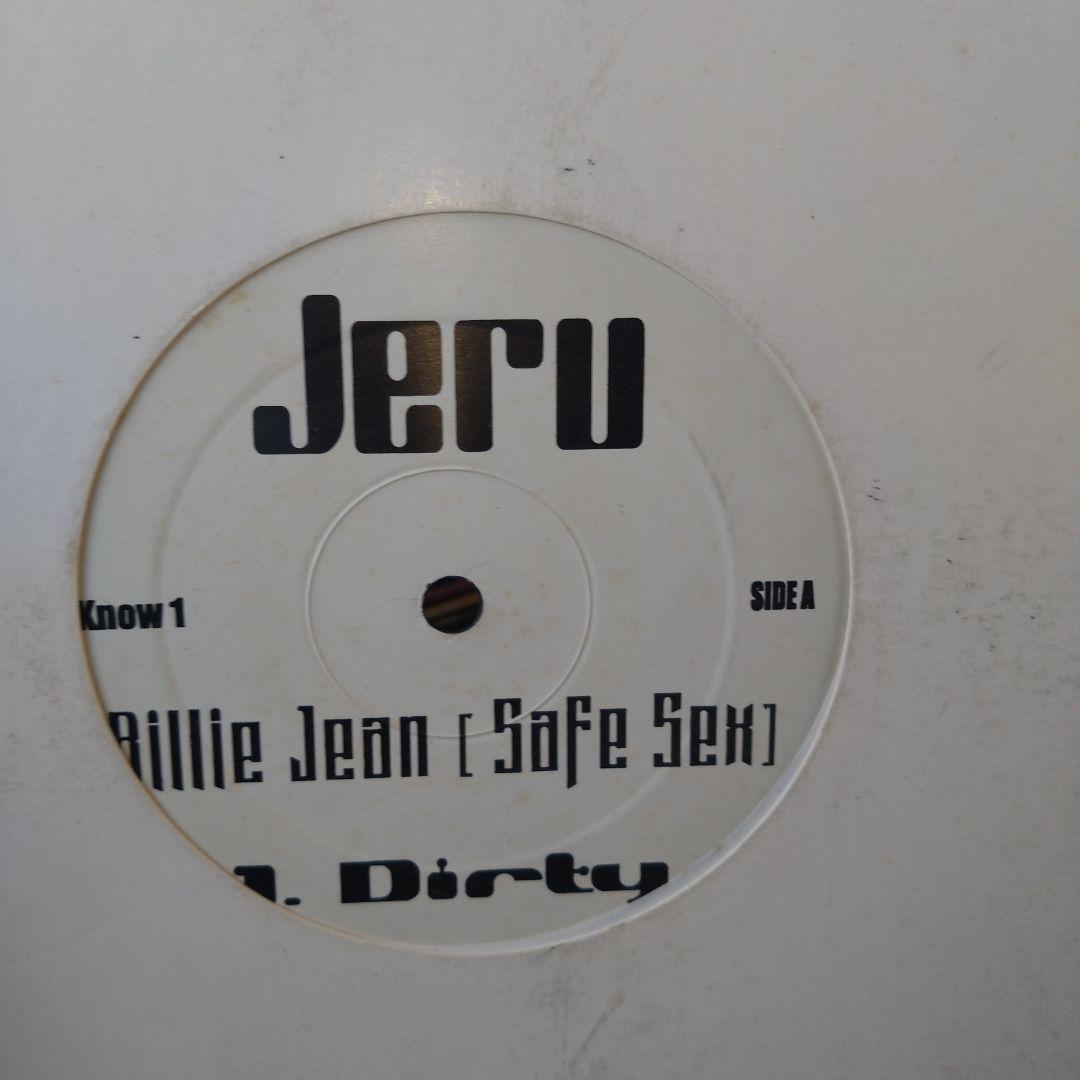 Jeru
Know 1
SIDE A
Billie Jean [ Safe Sex ]
1. Dirty